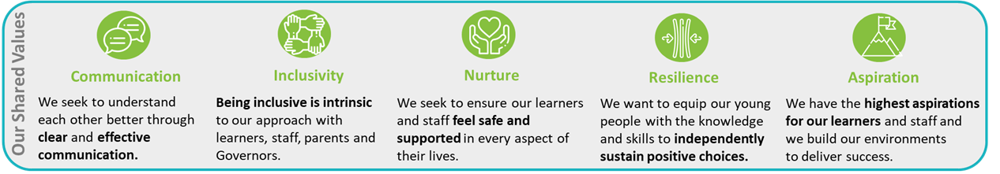 Our Shared Values
Communication
We seek to understand
each other better through
clear and effective
communication.
Inclusivity
Being inclusive is intrinsic
to our approach with
learners, staff, parents and
Governors.
Nurture
We seek to ensure our learners
and staff feel safe and
supported in every aspect of
their lives.
Resilience
We want to equip our young
people with the knowledge
and skills to independently
sustain positive choices.
Aspiration
We have the highest aspirations
for our learners and staff and
we build our environments
to deliver success.